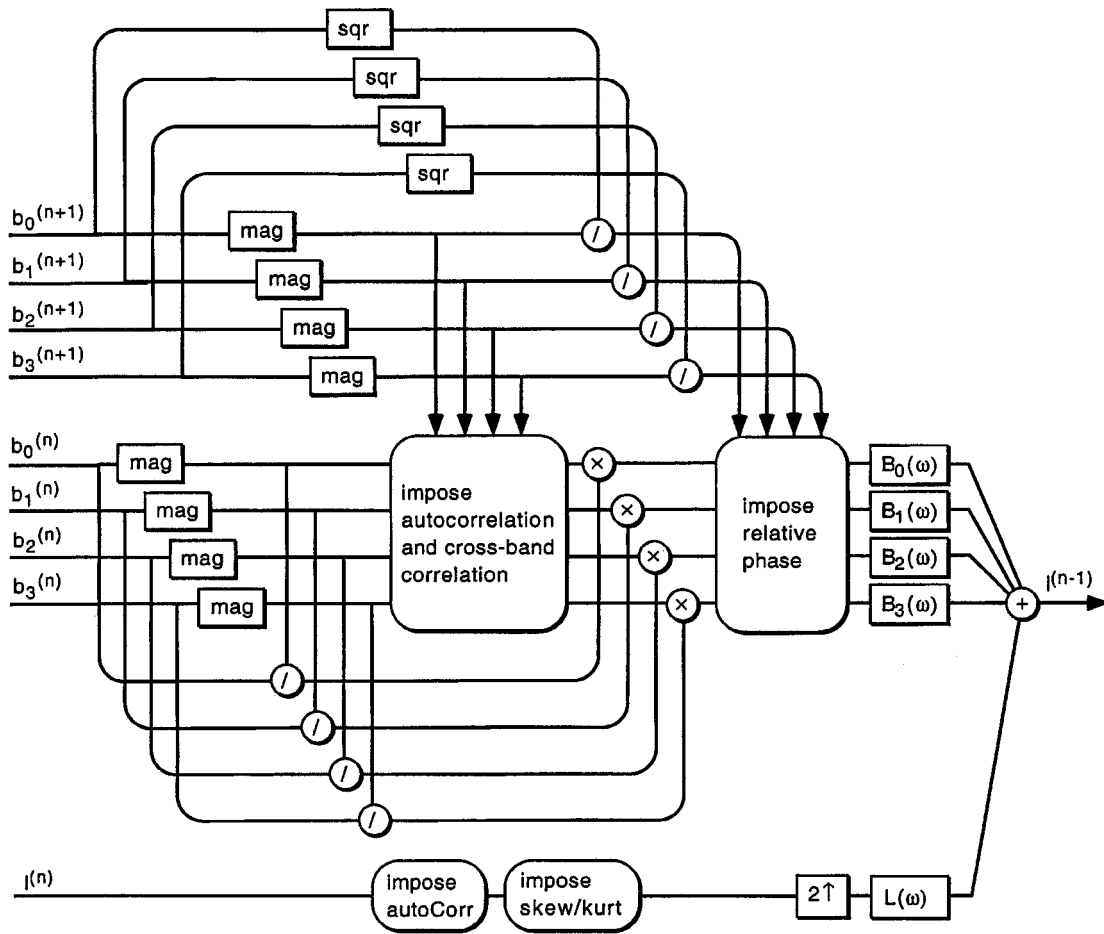 sqr
sqr
sqr
sqr
b₀⁽ⁿ⁺¹⁾
mag
/
b₁⁽ⁿ⁺¹⁾
mag
/
b₂⁽ⁿ⁺¹⁾
mag
/
b₃⁽ⁿ⁺¹⁾
mag
/
b₀⁽ⁿ⁾
mag
b₁⁽ⁿ⁾
mag
b₂⁽ⁿ⁾
mag
b₃⁽ⁿ⁾
mag
impose
autocorrelation
and cross-band
correlation
×
×
×
×
impose
relative
phase
B₀(ω)
B₁(ω)
B₂(ω)
B₃(ω)
+
l⁽ⁿ⁻¹⁾
/
/
/
/
l⁽ⁿ⁾
impose
autoCorr
impose
skew/kurt
2↑
L(ω)